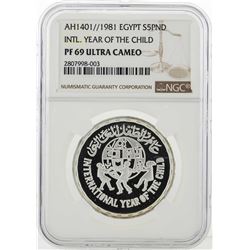 AH1401//1981 EGYPT S5PND
INTL. YEAR OF THE CHILD
PF 69 ULTRA CAMEO
2807998-003
NGC
NUMISMATIC GUARANTY CORPORATION
INTERNATIONAL YEAR OF THE CHILD